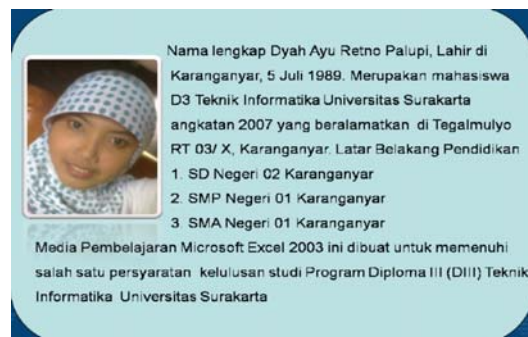 Nama lengkap Dyah Ayu Retno Palupi, Lahir di
Karanganyar, 5 Juli 1989. Merupakan mahasiswa
D3 Teknik Informatika Universitas Surakarta
angkatan 2007 yang beralamatkan di Tegalmulyo
RT 03/ X, Karanganyar. Latar Belakang Pendidikan
1. SD Negeri 02 Karanganyar
2. SMP Negeri 01 Karanganyar
3. SMA Negeri 01 Karanganyar
Media Pembelajaran Microsoft Excel 2003 ini dibuat untuk memenuhi
salah satu persyaratan kelulusan studi Program Diploma III (DIII) Teknik
Informatika Universitas Surakarta